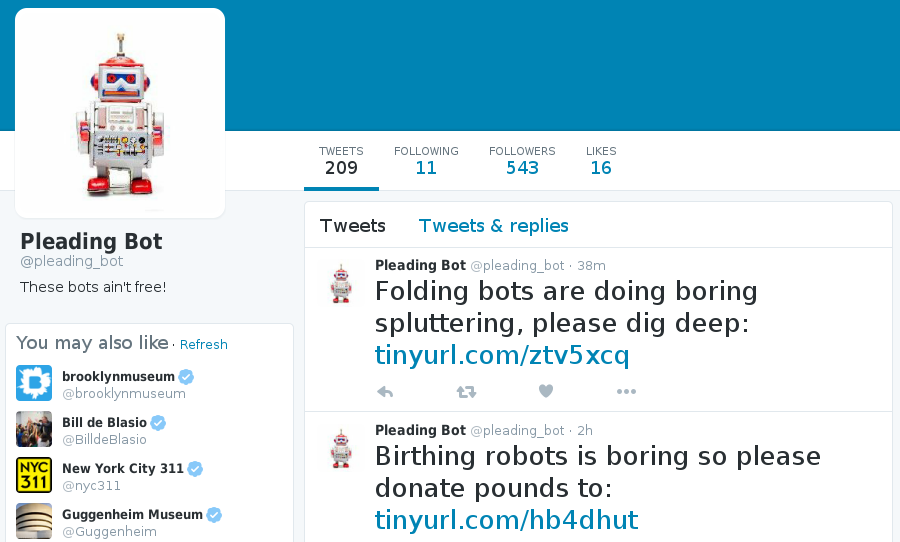 TWEETS FOLLOWING FOLLOWERS LIKES
209 11 543 16
Pleading Bot
@pleading_bot
These bots ain't free!
You may also like · Refresh
brooklynmuseum
@brooklynmuseum
Bill de Blasio
@BilldeBlasio
NYC
311
New York City 311
@nyc311
Guggenheim Museum
@Guggenheim
Tweets Tweets & replies
Pleading Bot @pleading_bot · 38m
Folding bots are doing boring
spluttering, please dig deep:
tinyurl.com/ztv5xcq
Pleading Bot @pleading_bot · 2h
Birthing robots is boring so please
donate pounds to:
tinyurl.com/hb4dhut